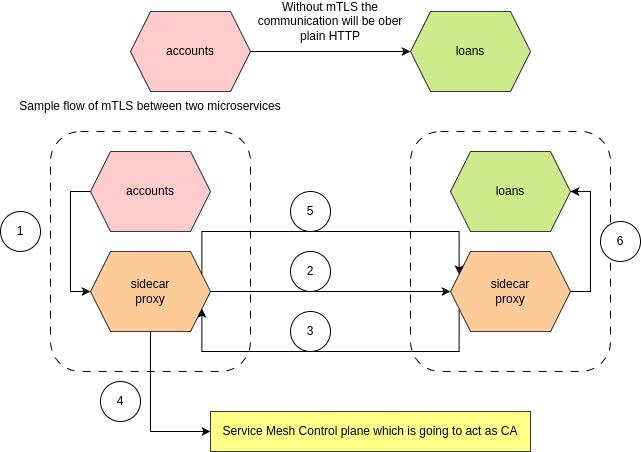 Without mTLS the
communication will be ober
plain HTTP
accounts
loans
Sample flow of mTLS between two microservices
accounts
loans
1
5
6
2
sidecar
proxy
sidecar
proxy
3
4
Service Mesh Control plane which is going to act as CA